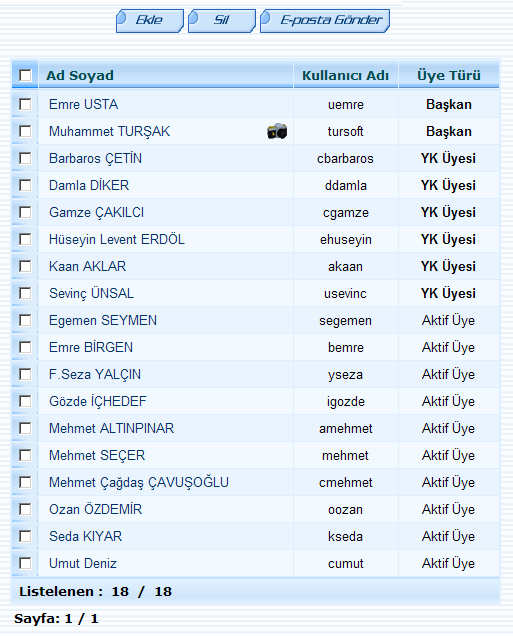 Ekle Sil E-posta Gönder
Ad Soyad Kullanıcı Adı Üye Türü
Emre USTA uemre Başkan
Muhammet TURŞAK tursoft Başkan
Barbaros ÇETİN cbarbaros YK Üyesi
Damla DİKER ddamla YK Üyesi
Gamze ÇAKILCI cgamze YK Üyesi
Hüseyin Levent ERDÖL ehuseyin YK Üyesi
Kaan AKLAR akaan YK Üyesi
Sevinç ÜNSAL usevinc YK Üyesi
Egemen SEYMEN segemen Aktif Üye
Emre BİRGEN bemre Aktif Üye
F.Seza YALÇIN yseza Aktif Üye
Gözde İÇHEDEF igozde Aktif Üye
Mehmet ALTINPINAR amehmet Aktif Üye
Mehmet SEÇER mehmet Aktif Üye
Mehmet Çağdaş ÇAVUŞOĞLU cmehmet Aktif Üye
Ozan ÖZDEMİR oozan Aktif Üye
Seda KIYAR kseda Aktif Üye
Umut Deniz cumut Aktif Üye
Listelenen : 18 / 18
Sayfa: 1 / 1